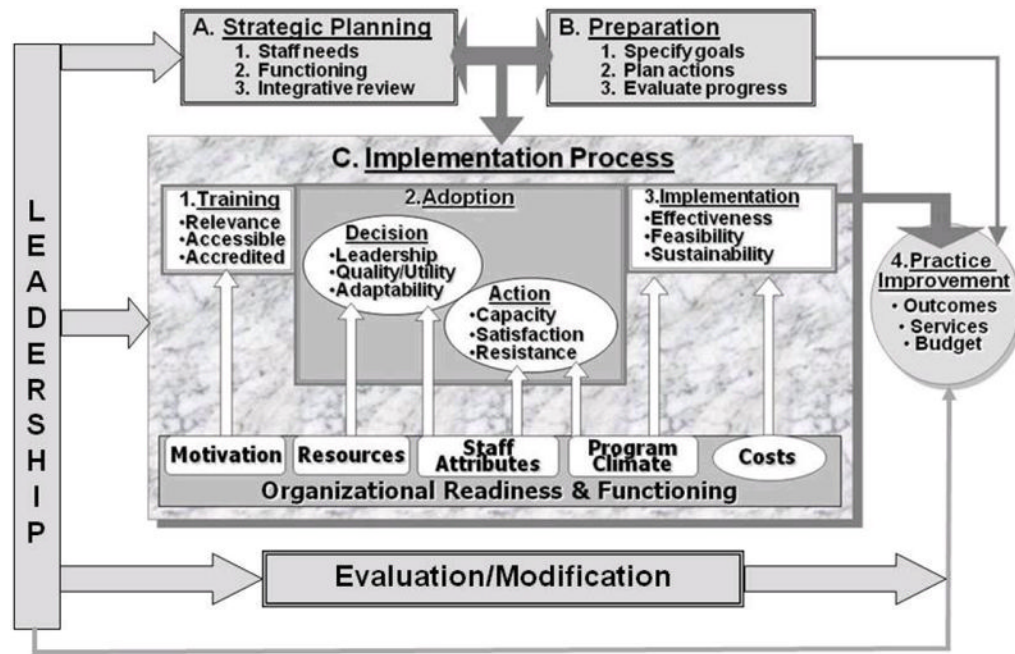 A. Strategic Planning
1. Staff needs
2. Functioning
3. Integrative review
B. Preparation
1. Specify goals
2. Plan actions
3. Evaluate progress
LEADERSHIP
C. Implementation Process
1.Training
•Relevance
•Accessible
•Accredited
2.Adoption
Decision
•Leadership
•Quality/Utility
•Adaptability
Action
•Capacity
•Satisfaction
•Resistance
3.Implementation
•Effectiveness
•Feasibility
•Sustainability
4.Practice
Improvement
• Outcomes
• Services
• Budget
Motivation
Resources
Staff
Attributes
Program
Climate
Costs
Organizational Readiness & Functioning
Evaluation/Modification